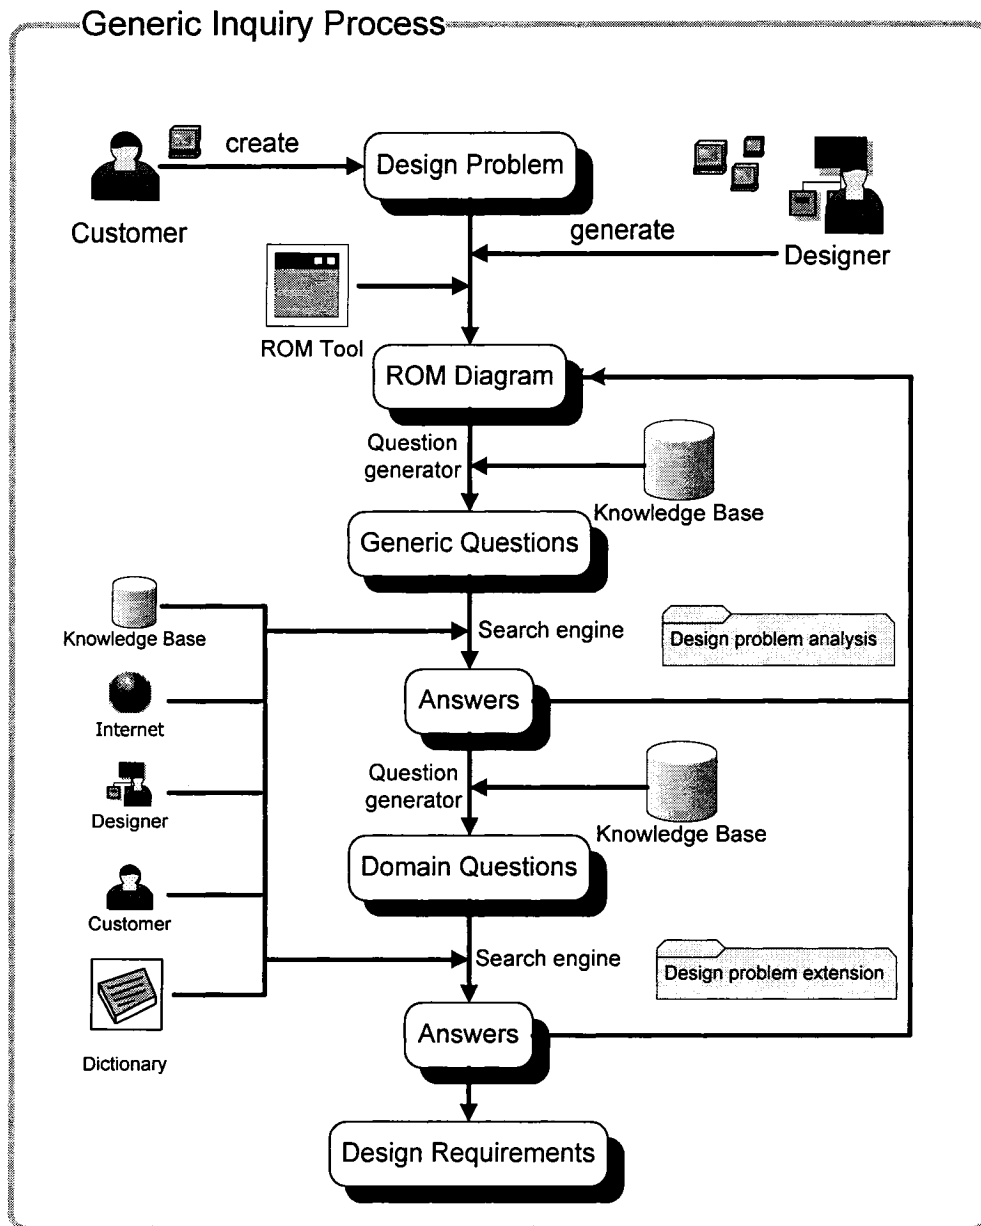 Generic Inquiry Process
create
Design Problem
Customer
generate
Designer
ROM Tool
ROM Diagram
Question
generator
Knowledge Base
Generic Questions
Knowledge Base
Search engine
Design problem analysis
Answers
Internet
Question
generator
Designer
Knowledge Base
Domain Questions
Customer
Search engine
Design problem extension
Answers
Dictionary
Design Requirements